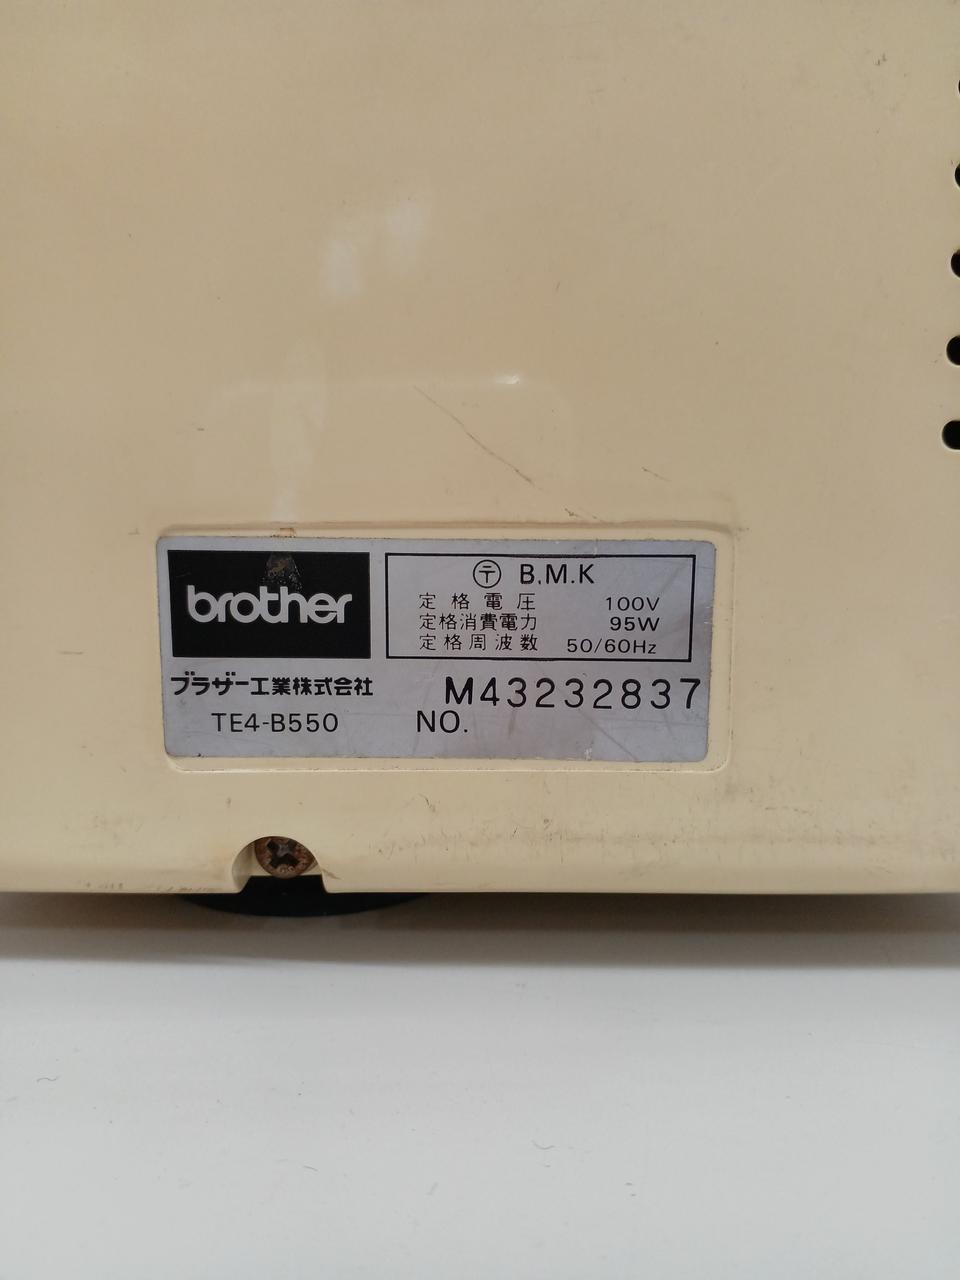 brother
〒 B.M.K
定格電圧 100V
定格消費電力 95W
定格周波数 50/60Hz
ブラザー工業株式会社
M43232837
TE4-B550 NO.